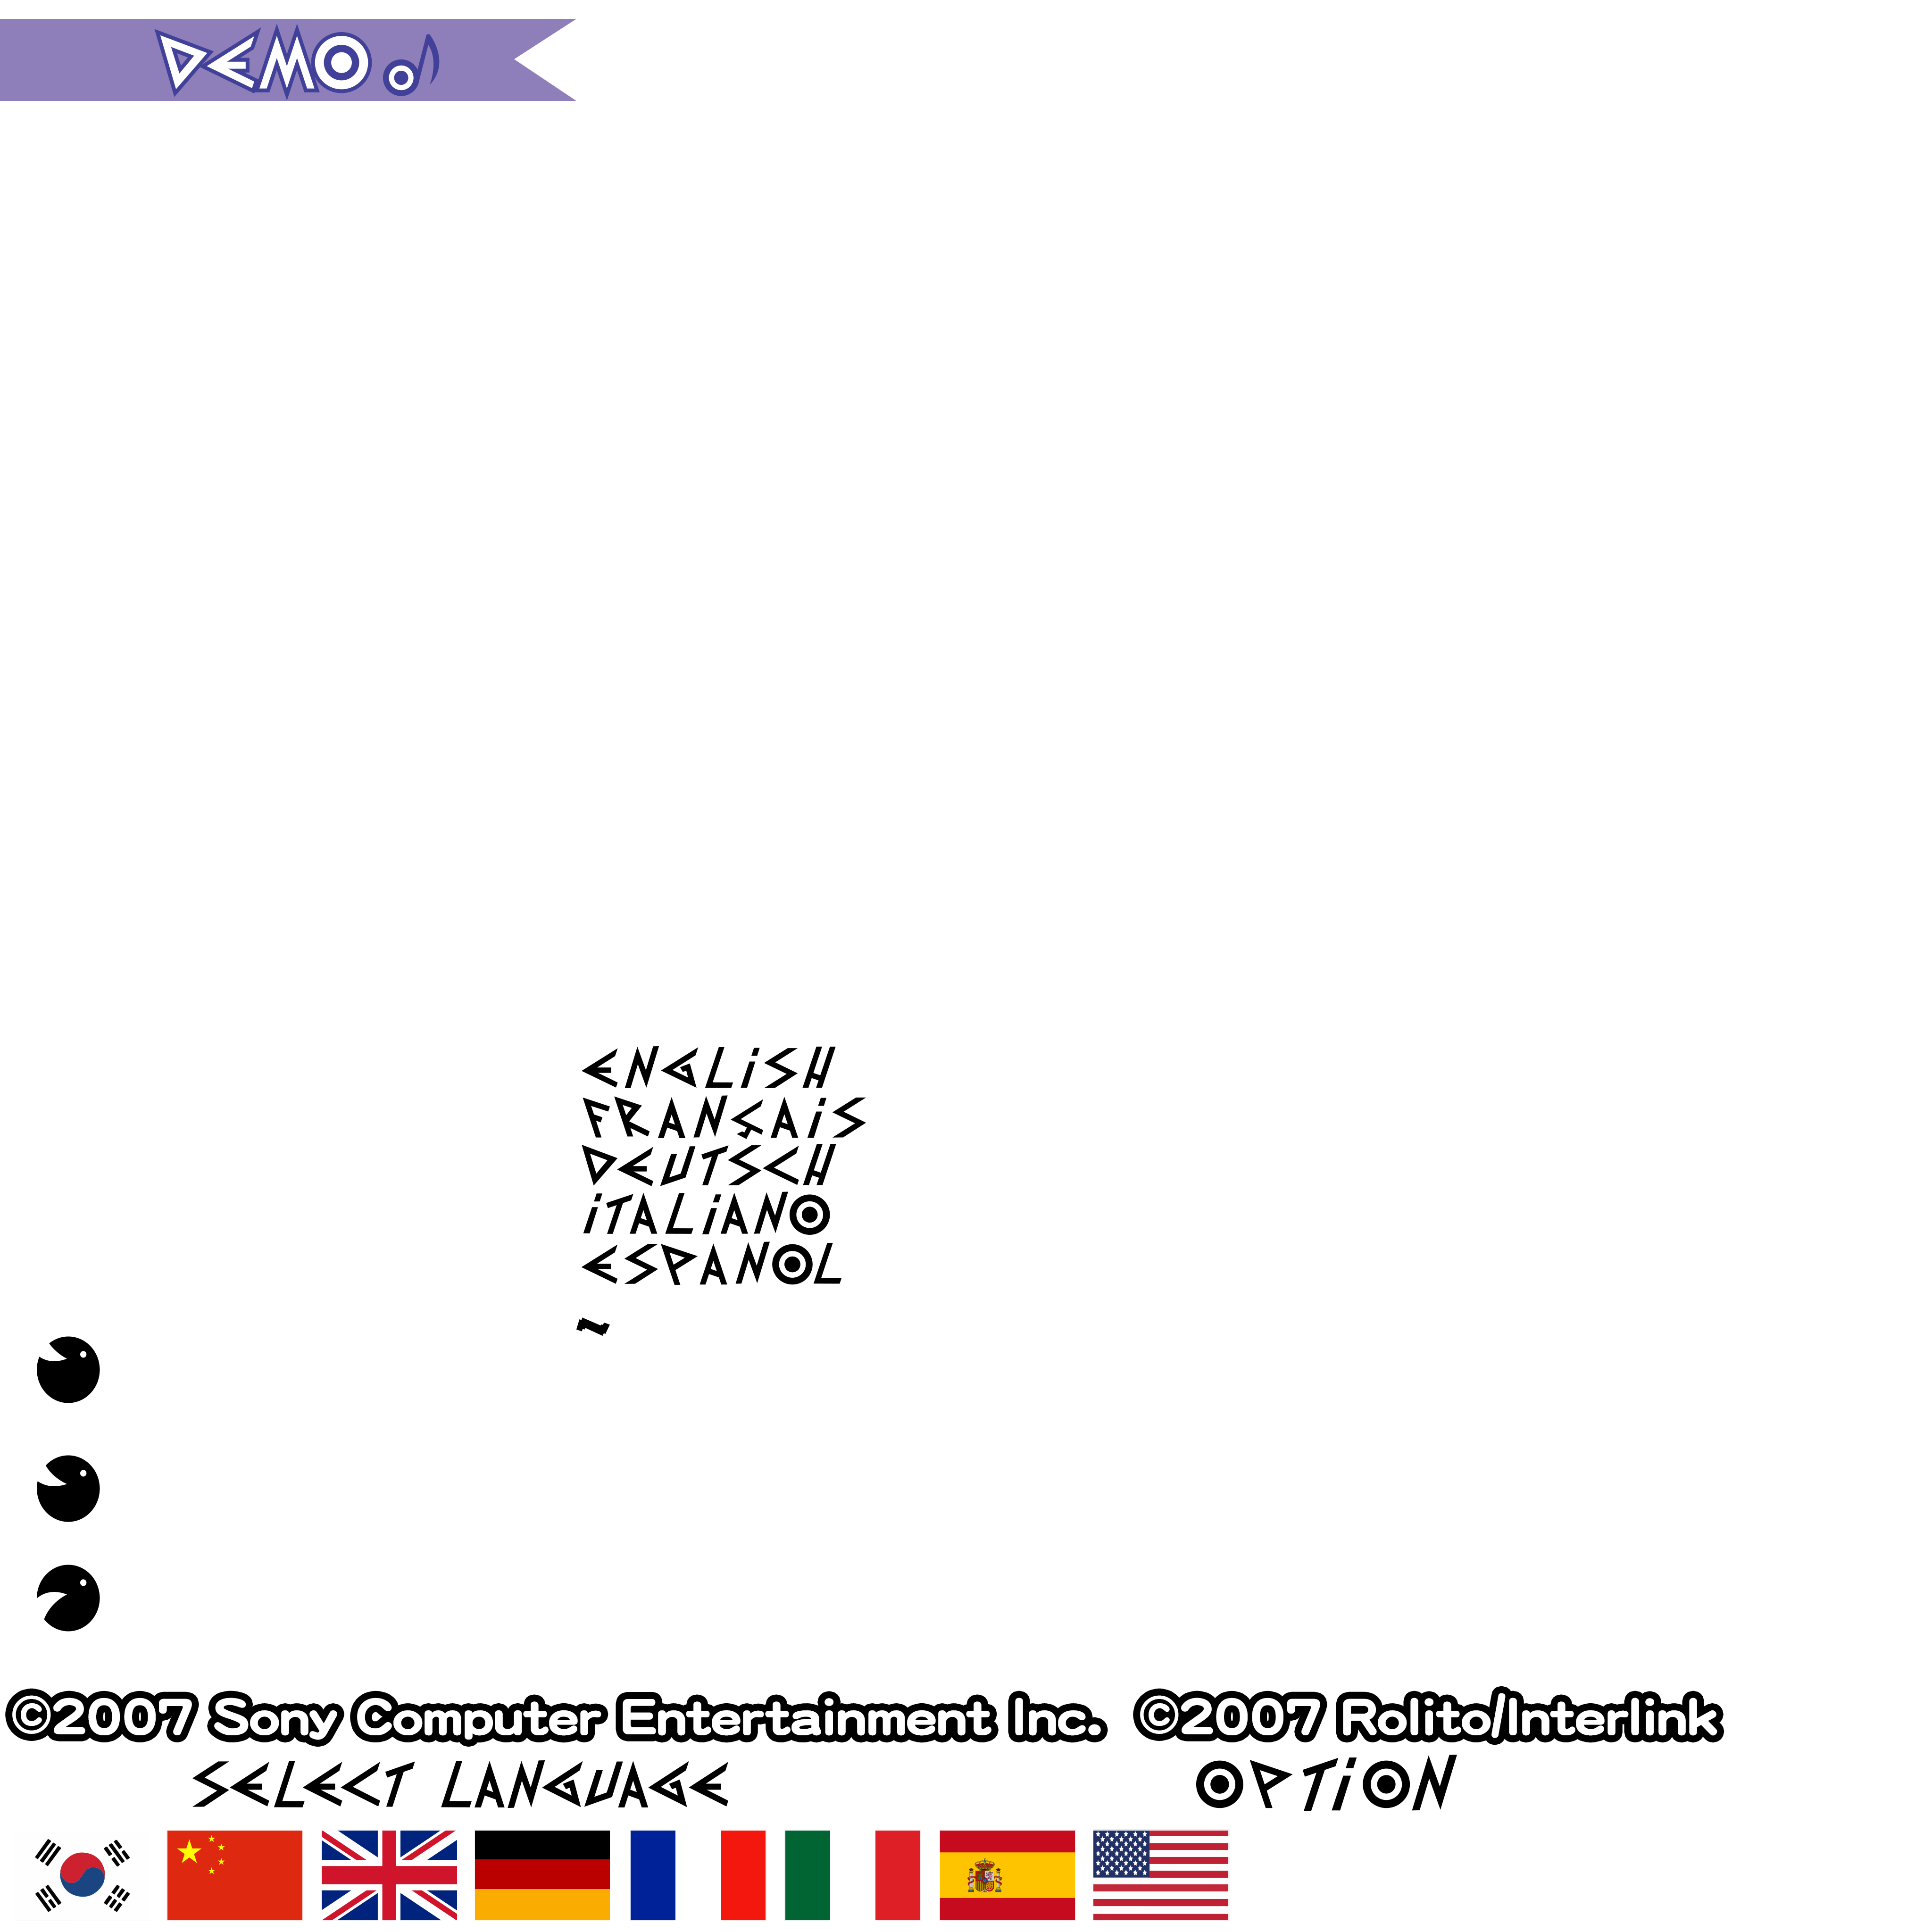 DEMO
ENGLiSH
FRANÇAiS
DEUTSCH
iTALiANO
ESPANOL
~
©2007 Sony Computer Entertainment Inc. ©2007 Rolito/Interlink
SELECT LANGUAGE OPTiON